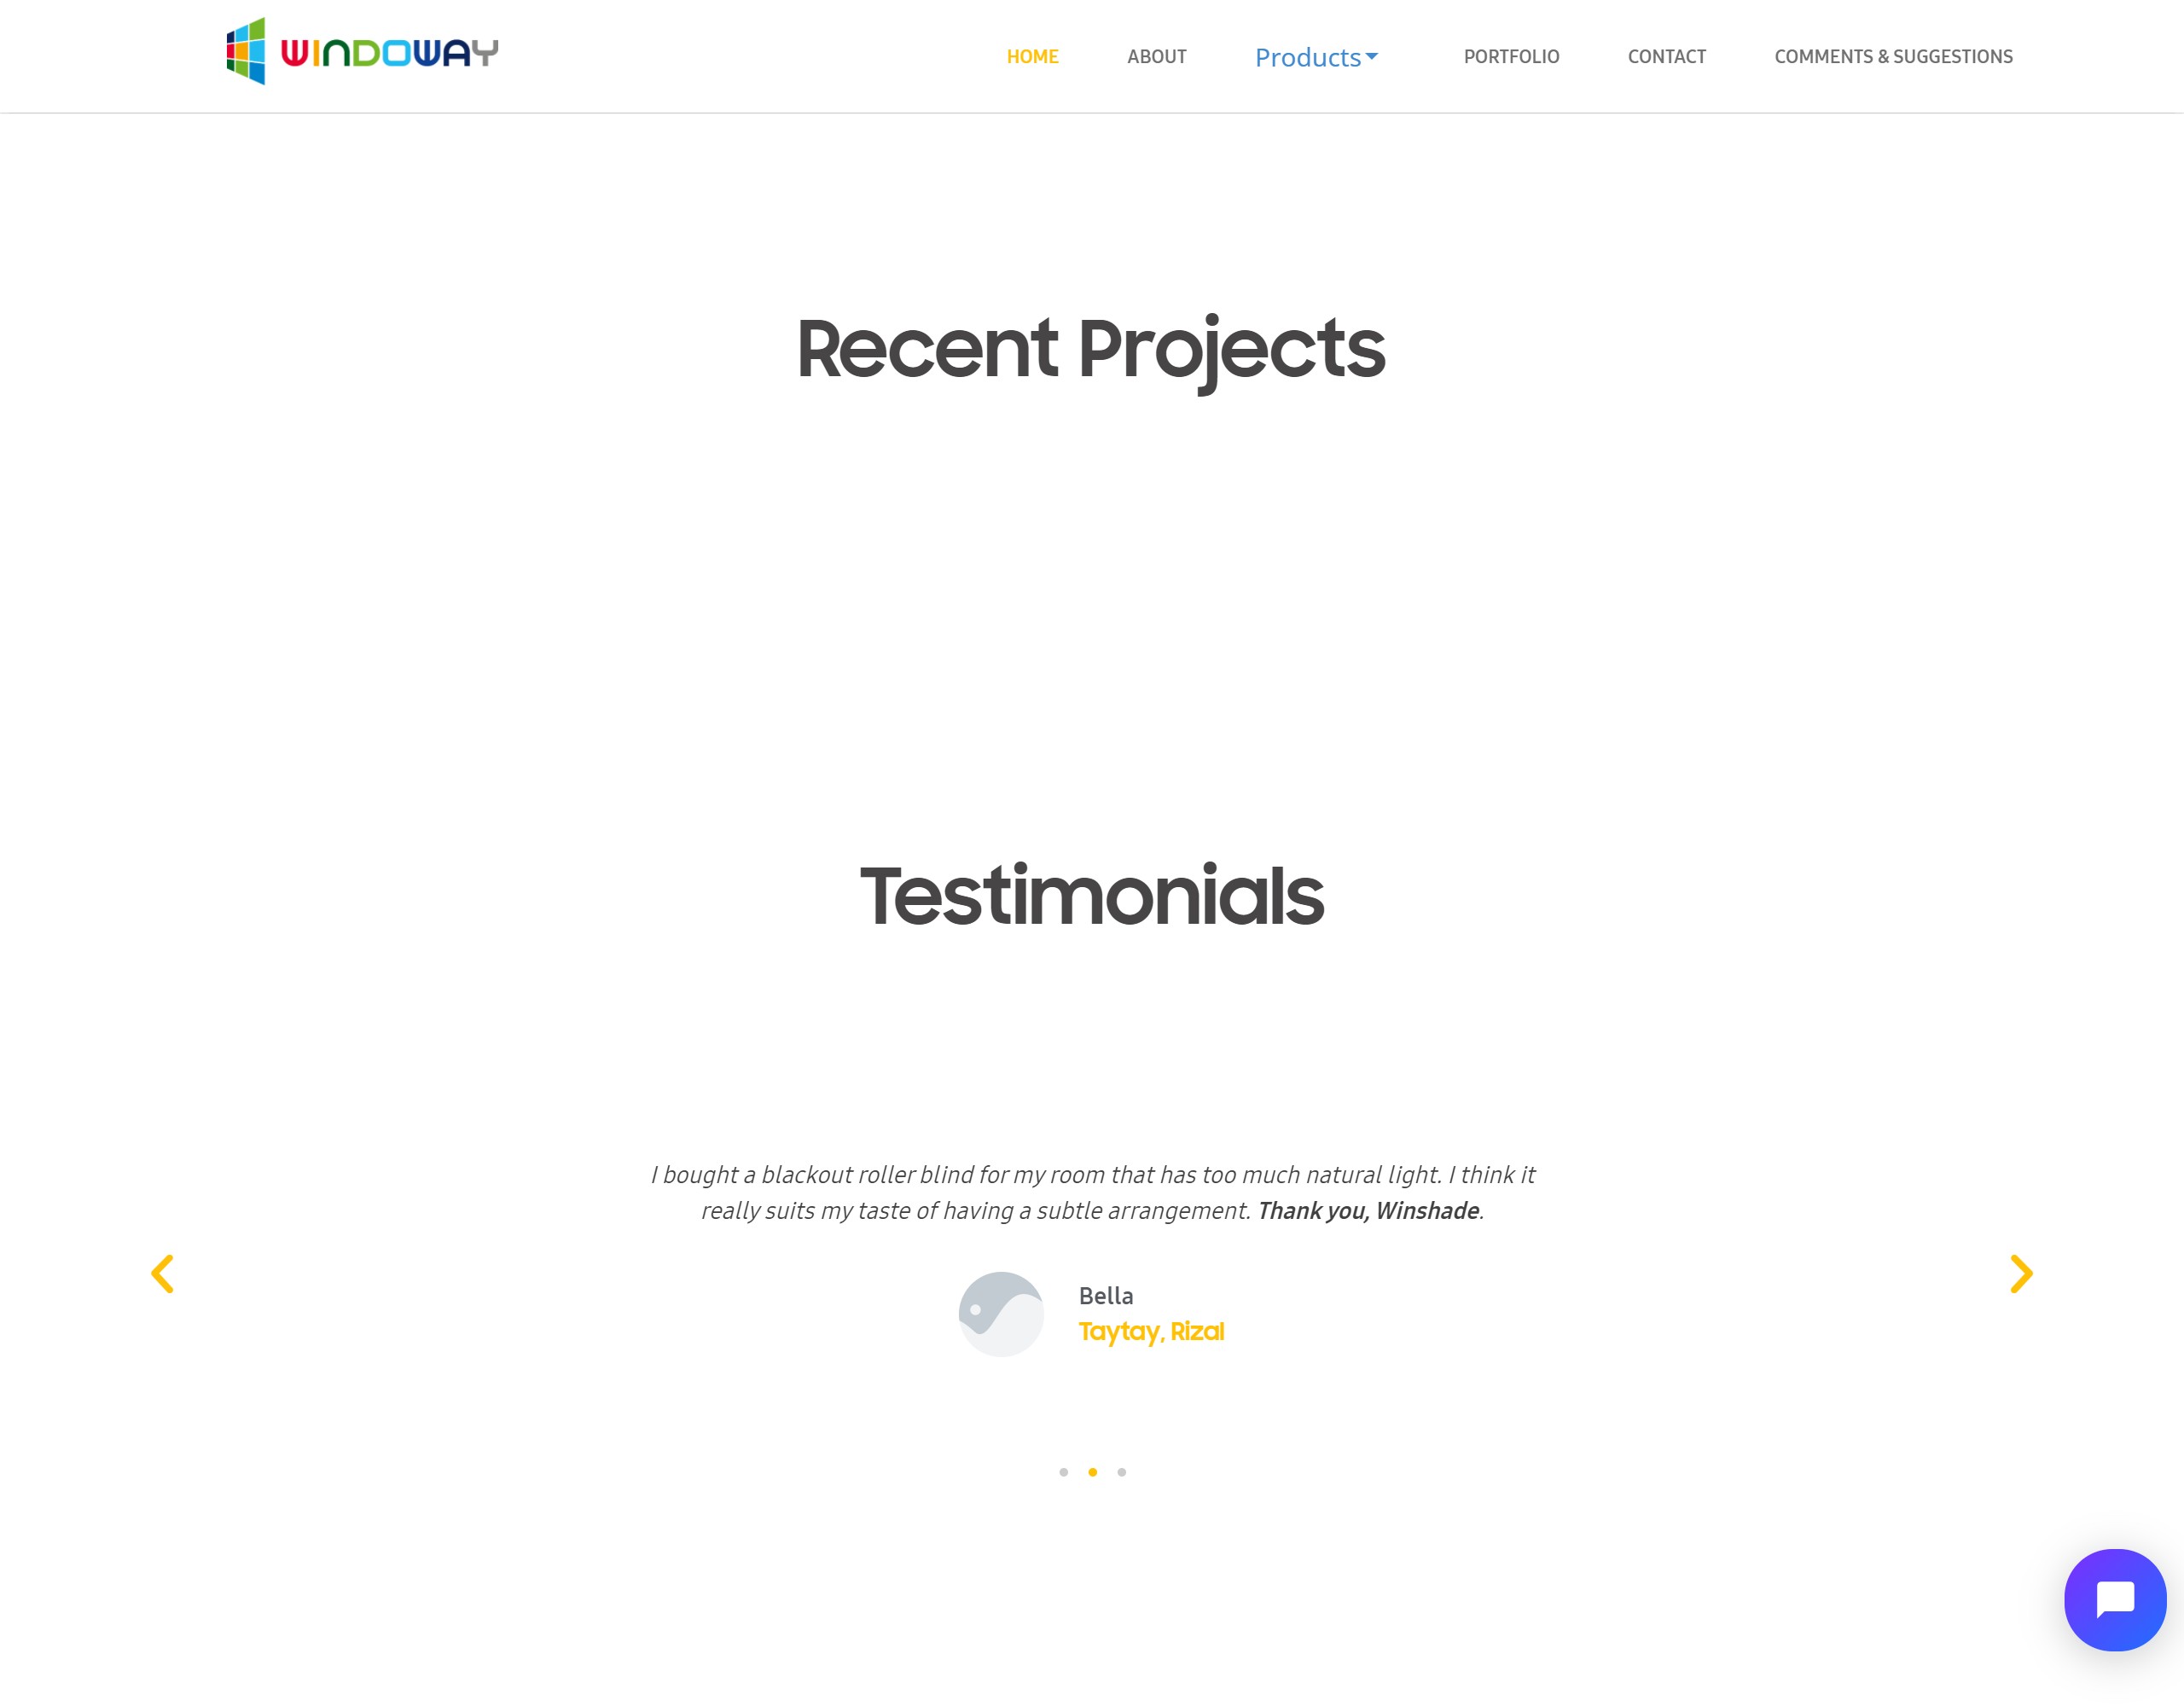 WINDOWAY
HOME ABOUT Products PORTFOLIO CONTACT COMMENTS & SUGGESTIONS
Recent Projects
Testimonials
I bought a blackout roller blind for my room that has too much natural light. I think it
really suits my taste of having a subtle arrangement. Thank you, Winshade.
Bella
Taytay, Rizal